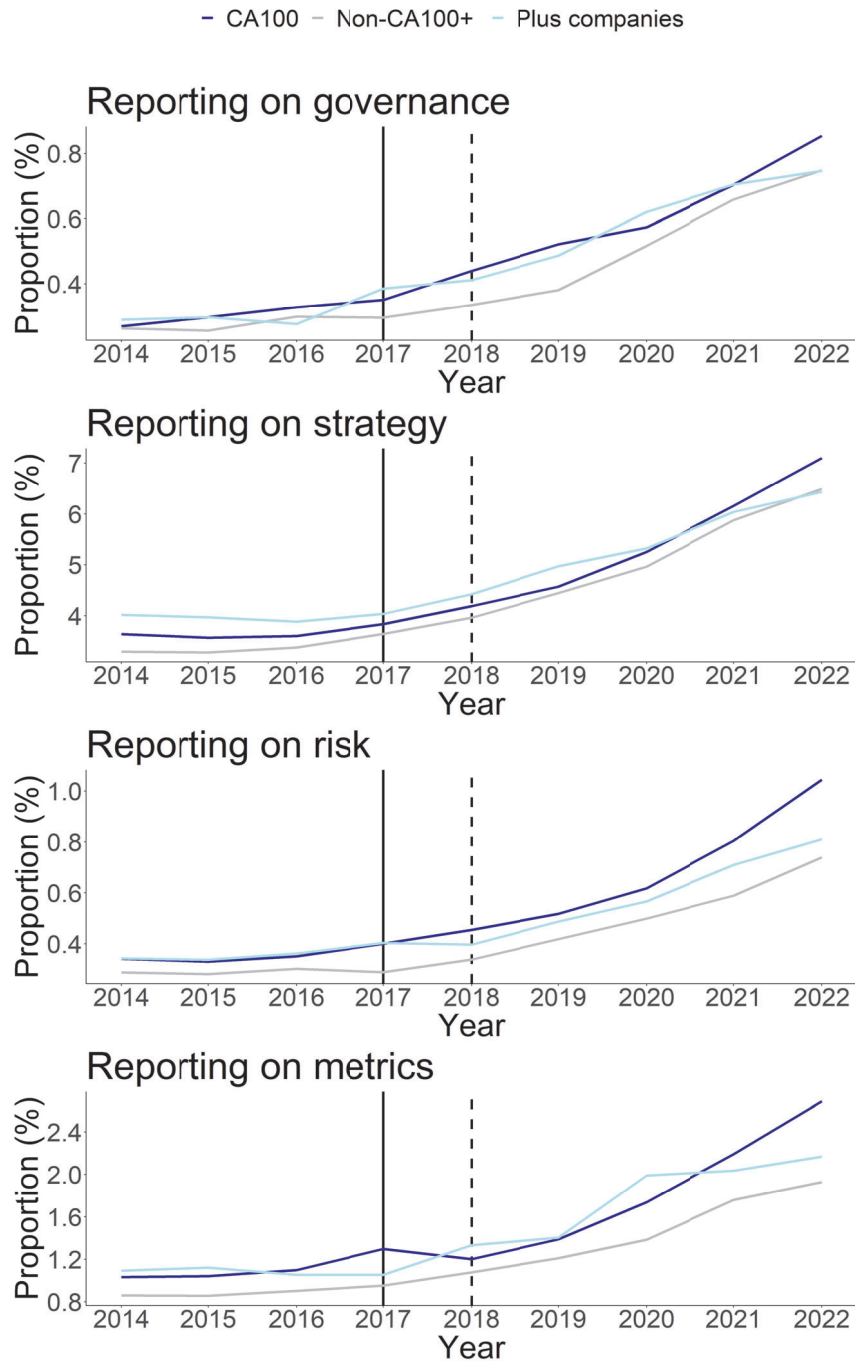 CA100 Non-CA100+ Plus companies
Reporting on governance
Proportion (%)
0.8
0.6
0.4
2014 2015 2016 2017 2018 2019 2020 2021 2022
Year
Reporting on strategy
Proportion (%)
7
6
5
4
2014 2015 2016 2017 2018 2019 2020 2021 2022
Year
Reporting on risk
Proportion (%)
1.0
0.8
0.6
0.4
2014 2015 2016 2017 2018 2019 2020 2021 2022
Year
Reporting on metrics
Proportion (%)
2.4
2.0
1.6
1.2
0.8
2014 2015 2016 2017 2018 2019 2020 2021 2022
Year